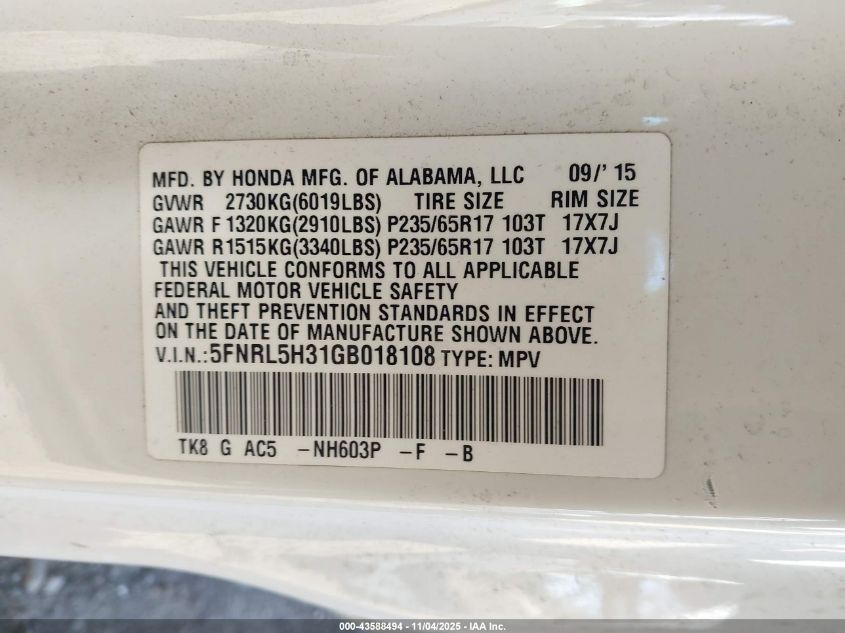 MFD. BY HONDA MFG. OF ALABAMA, LLC 09/' 15
GVWR 2730KG(6019LBS) TIRE SIZE RIM SIZE
GAWR F 1320KG(2910LBS) P235/65R17 103T 17X7J
GAWR R1515KG(3340LBS) P235/65R17 103T 17X7J
THIS VEHICLE CONFORMS TO ALL APPLICABLE
FEDERAL MOTOR VEHICLE SAFETY
AND THEFT PREVENTION STANDARDS IN EFFECT
ON THE DATE OF MANUFACTURE SHOWN ABOVE.
V.I.N.:5FNRL5H31GB018108 TYPE: MPV
TK8 G AC5 -NH603P -F -B
000-43588494 - 11/04/2025 - IAA Inc.